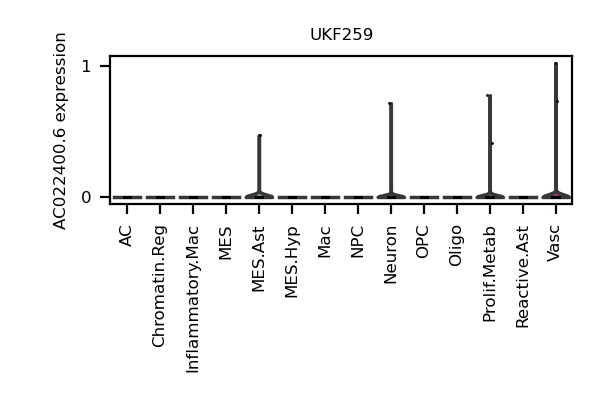 UKF259
AC022400.6 expression
1
0
AC
Chromatin.Reg
Inflammatory.Mac
MES
MES.Ast
MES.Hyp
Mac
NPC
Neuron
OPC
Oligo
Prolif.Metab
Reactive.Ast
Vasc